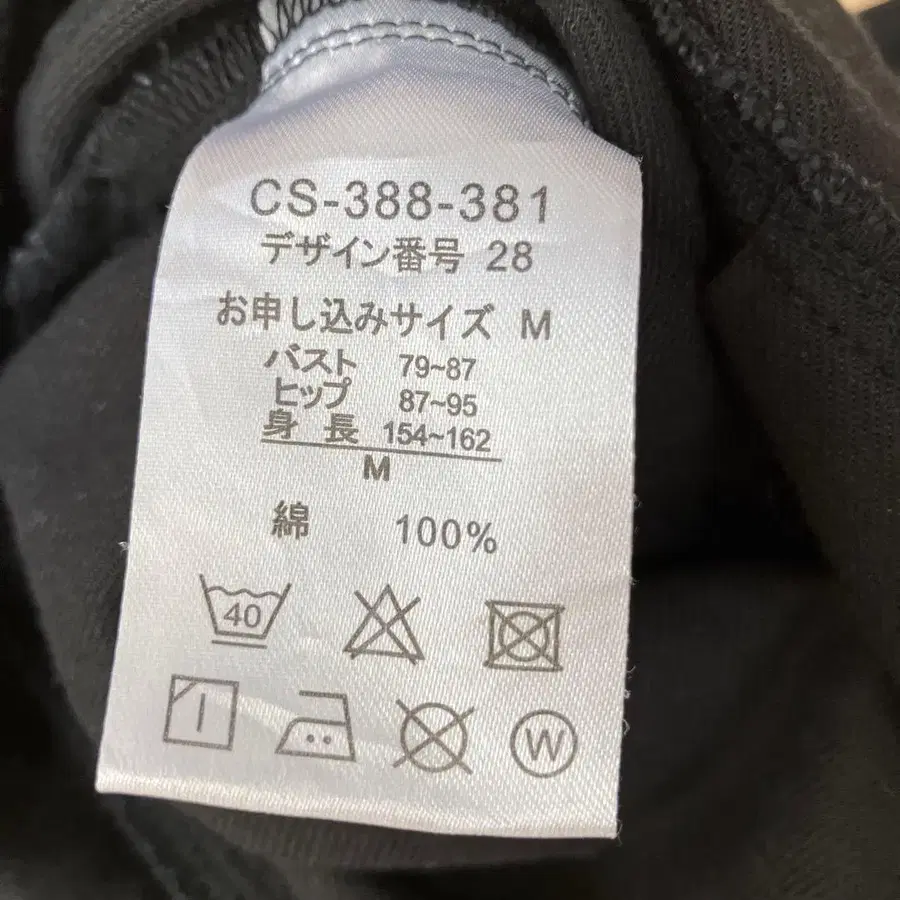 CS-388-381
デザイン番号 28
お申し込みサイズ M
バスト 79~87
ヒップ 87~95
身 長 154~162
M
綿 100%
40
W